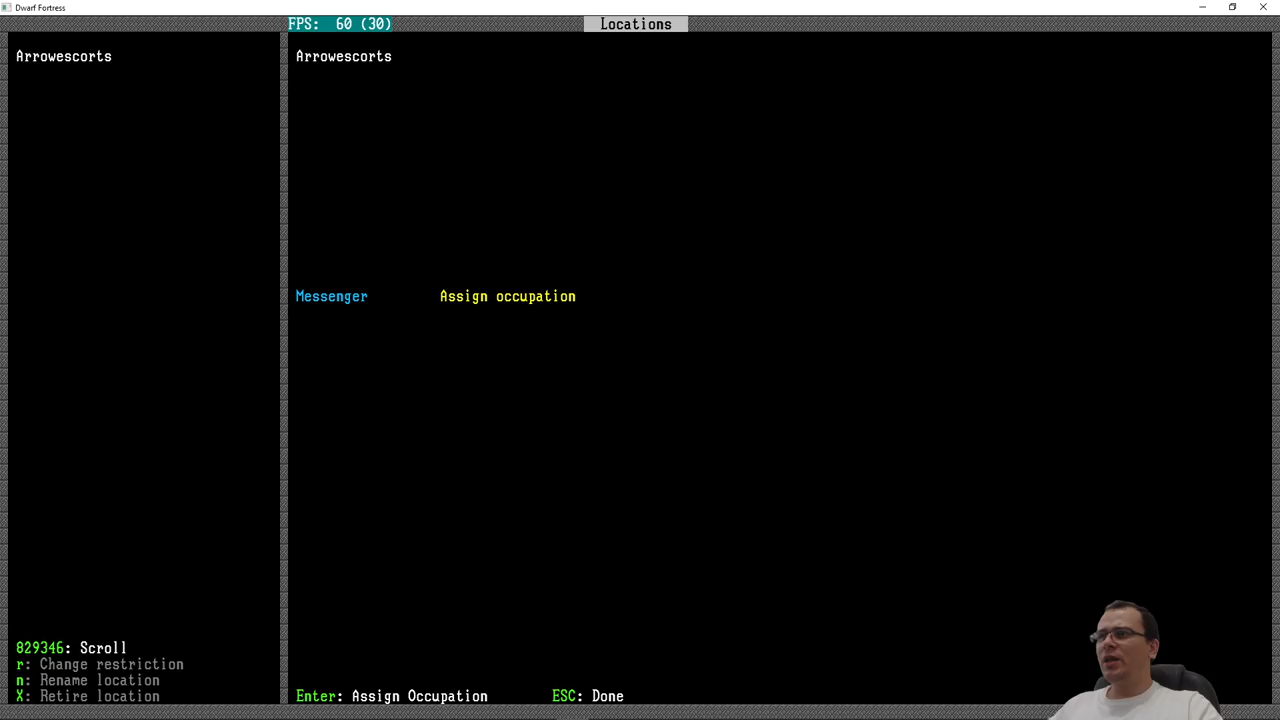 Dwarf Fortress
FPS:  60 (30)
Locations
Arrowescorts
Arrowescorts
Messenger
Assign occupation
829346: Scroll
r: Change restriction
n: Rename location
X: Retire location
Enter: Assign Occupation
ESC: Done